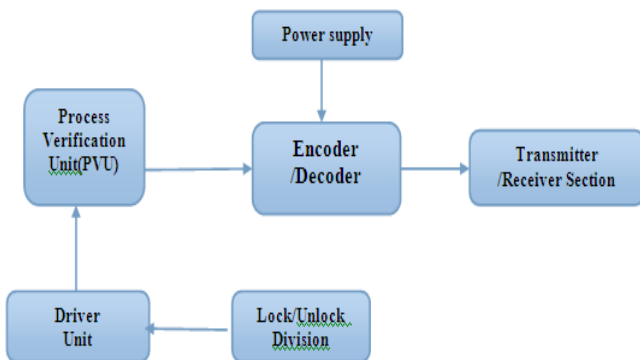 Power supply
Process
Verification
Unit(PVU)
Encoder
/Decoder
Transmitter
/Receiver Section
Driver
Unit
Lock/Unlock
Division